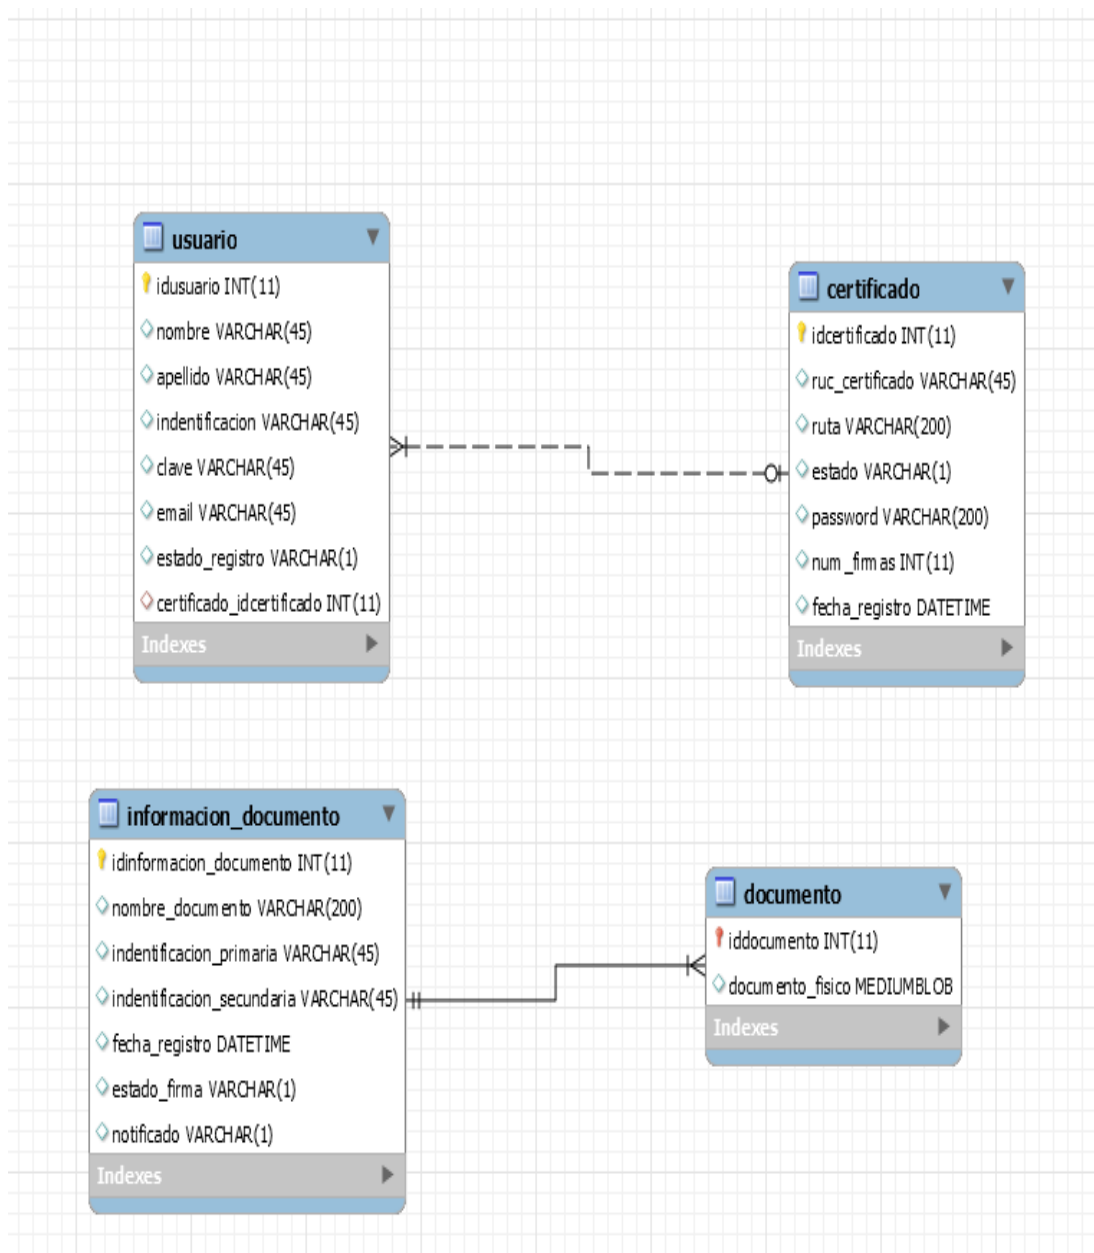 usuario
idusuario INT(11)
nombre VARCHAR(45)
apellido VARCHAR(45)
indentificacion VARCHAR(45)
clave VARCHAR(45)
email VARCHAR(45)
estado_registro VARCHAR(1)
certificado_idcertificado INT(11)
Indexes
certificado
idcertificado INT(11)
ruc_certificado VARCHAR(45)
ruta VARCHAR(200)
estado VARCHAR(1)
password VARCHAR(200)
num_firmas INT(11)
fecha_registro DATETIME
Indexes
informacion_documento
idinformacion_documento INT(11)
nombre_documento VARCHAR(200)
indentificacion_primaria VARCHAR(45)
indentificacion_secundaria VARCHAR(45)
fecha_registro DATETIME
estado_firma VARCHAR(1)
notificado VARCHAR(1)
Indexes
documento
iddocumento INT(11)
documento_fisico MEDIUMBLOB
Indexes